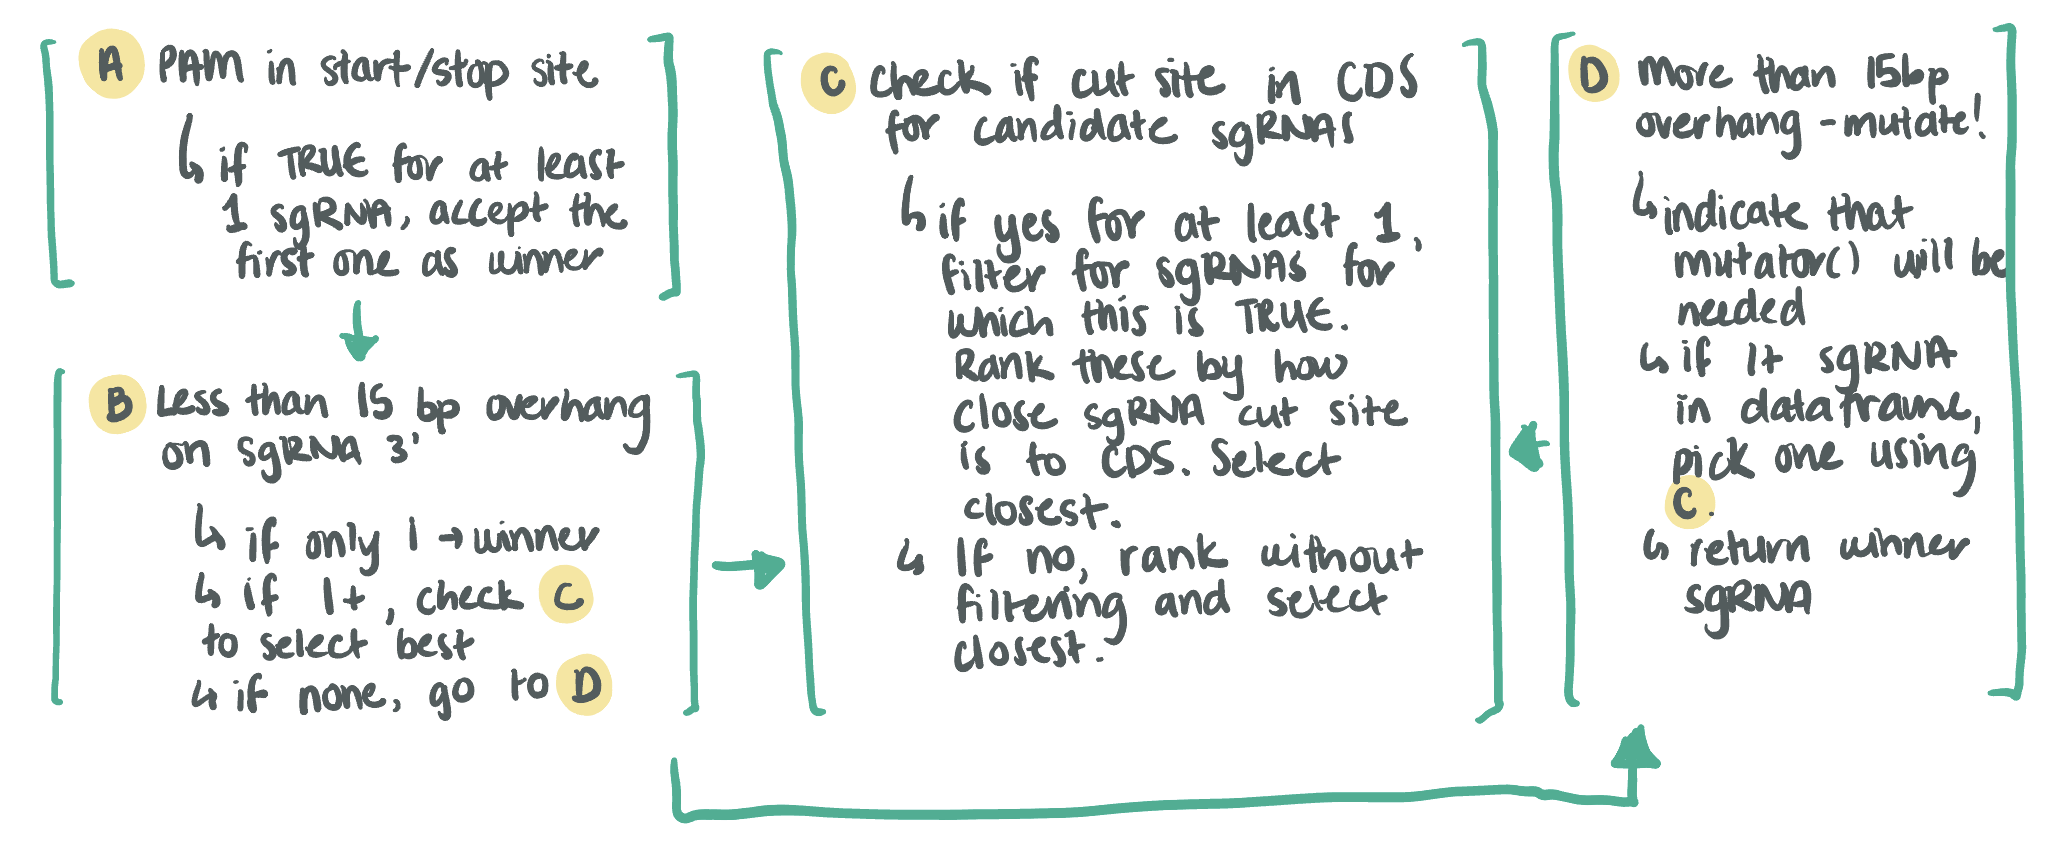 A PAM in start/stop site
↳ if TRUE for at least
1 sgRNA, accept the
first one as winner
B Less than 15 bp overhang
on sgRNA 3'
↳ if only 1 → winner
↳ if 1+, check C
to select best
↳ if none, go to D
C Check if cut site in CDS
for candidate sgRNAs
↳ if yes for at least 1,
filter for sgRNAs for
which this is TRUE.
Rank these by how
close sgRNA cut site
is to CDS. Select
closest.
↳ If no, rank without
filtering and select
closest.
D More than 15bp
overhang - mutate!
↳ indicate that
mutator() will be
needed
↳ if 1+ sgRNA
in dataframe,
pick one using
C.
↳ return winner
sgRNA